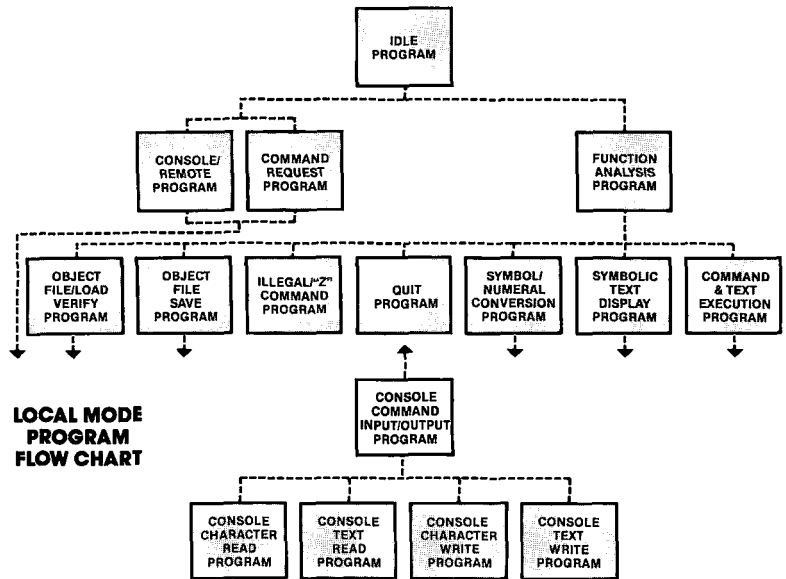 IDLE
PROGRAM
CONSOLE/
REMOTE
PROGRAM
COMMAND
REQUEST
PROGRAM
FUNCTION
ANALYSIS
PROGRAM
OBJECT
FILE/LOAD
VERIFY
PROGRAM
OBJECT
FILE
SAVE
PROGRAM
ILLEGAL/"Z"
COMMAND
PROGRAM
QUIT
PROGRAM
SYMBOL/
NUMERAL
CONVERSION
PROGRAM
SYMBOLIC
TEXT
DISPLAY
PROGRAM
COMMAND
& TEXT
EXECUTION
PROGRAM
CONSOLE
COMMAND
INPUT/OUTPUT
PROGRAM
LOCAL MODE
PROGRAM
FLOW CHART
CONSOLE
CHARACTER
READ
PROGRAM
CONSOLE
TEXT
READ
PROGRAM
CONSOLE
CHARACTER
WRITE
PROGRAM
CONSOLE
TEXT
WRITE
PROGRAM